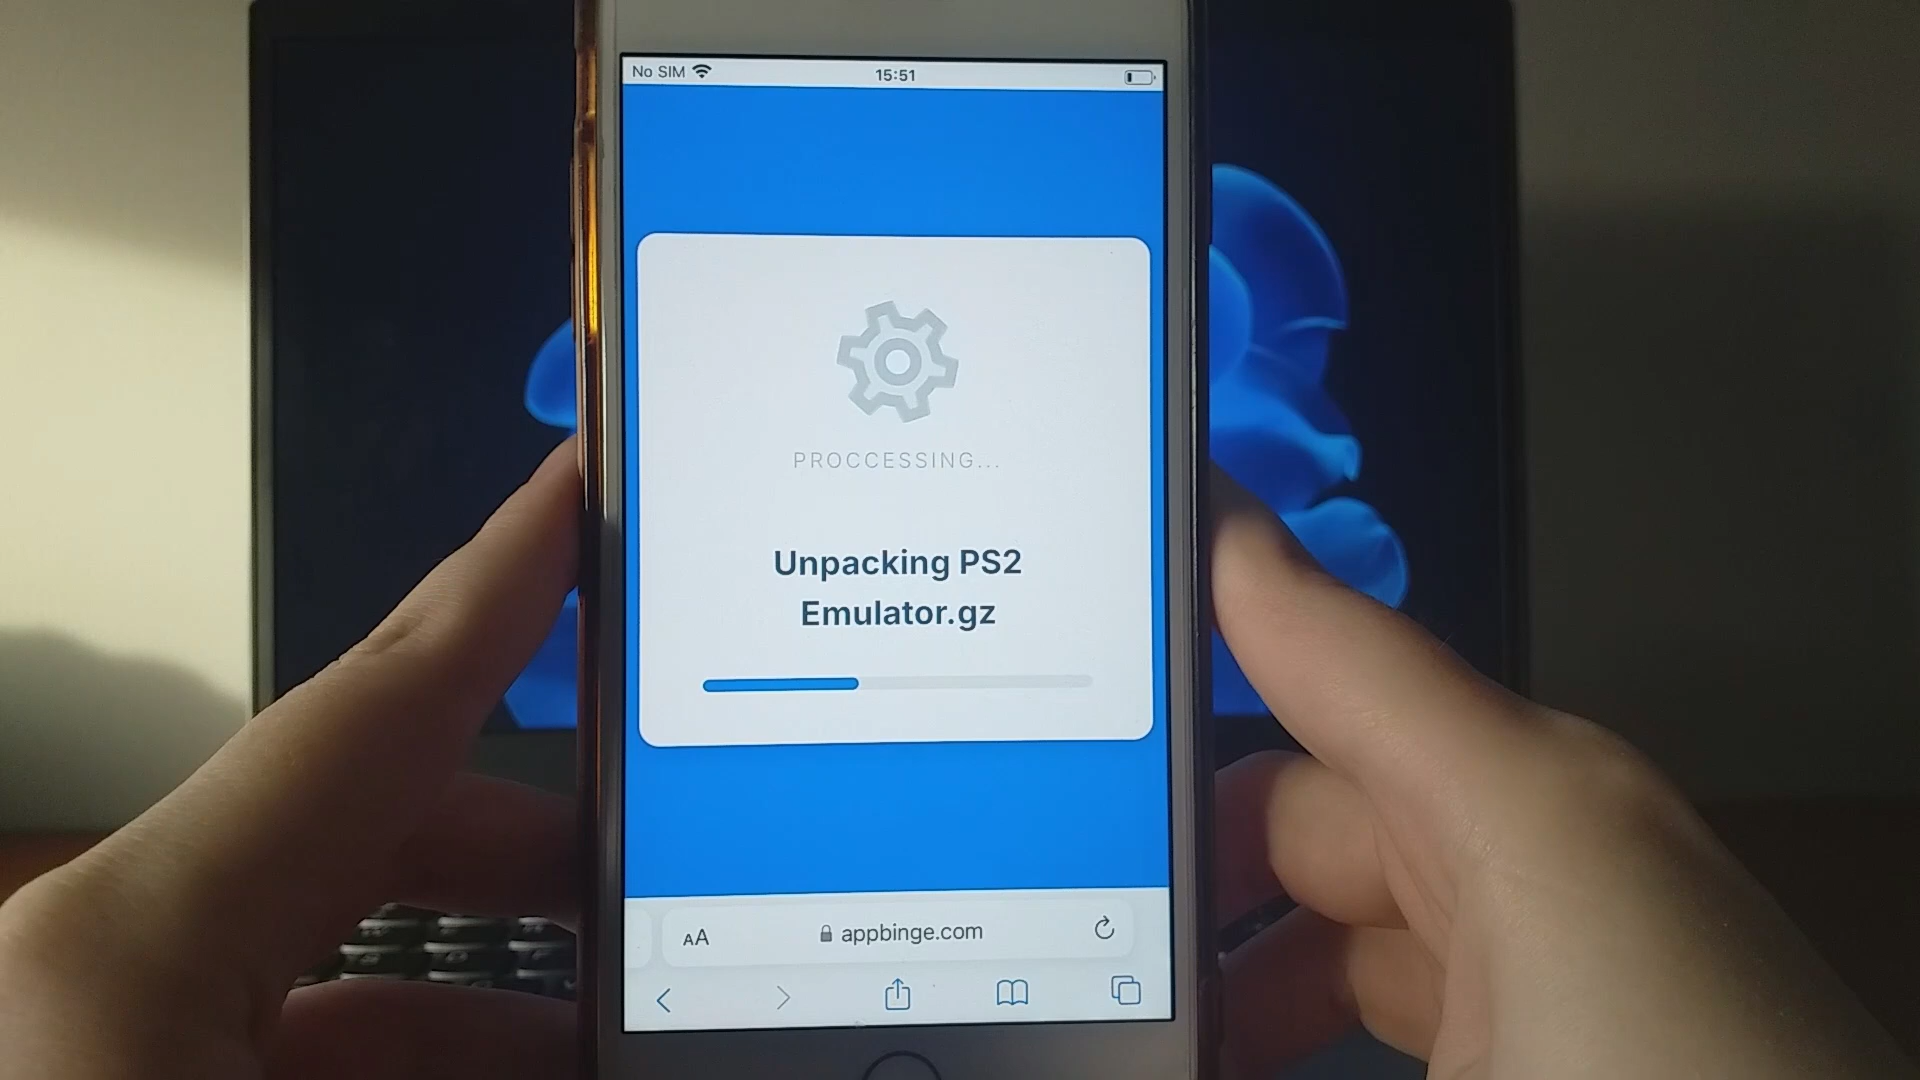 No SIM 15:51
PROCCESSING...
Unpacking PS2
Emulator.gz
AA appbinge.com